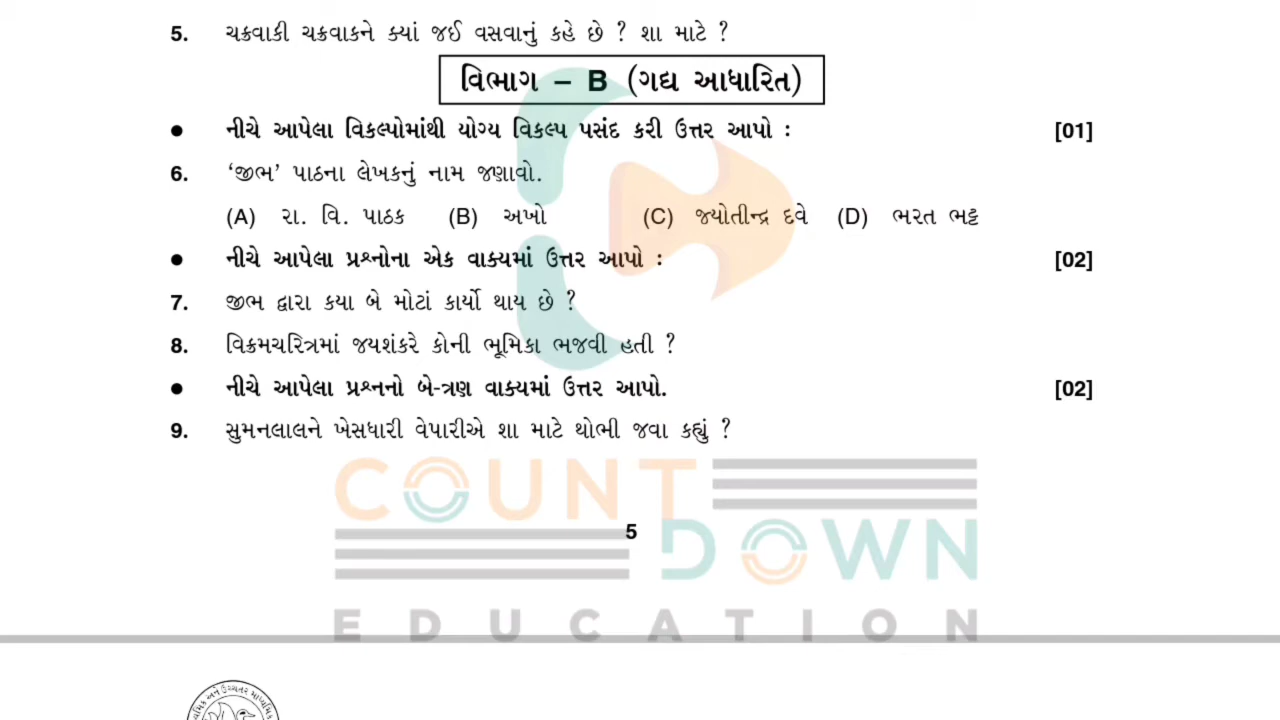 5. ચક્રવાકી ચક્રવાકને ક્યાં જઈ વસવાનું કહે છે ? શા માટે ?
વિભાગ – B (ગદ્ય આધારિત)
● નીચે આપેલા વિકલ્પોમાંથી યોગ્ય વિકલ્પ પસંદ કરી ઉત્તર આપો : [01]
6. ‘જીભ’ પાઠના લેખકનું નામ જણાવો.
(A) રા. વિ. પાઠક (B) અખો (C) જ્યોતીન્દ્ર દવે (D) ભરત ભટ્ટ
● નીચે આપેલા પ્રશ્નોના એક વાક્યમાં ઉત્તર આપો : [02]
7. જીભ દ્વારા કયા બે મોટાં કાર્યો થાય છે ?
8. વિક્રમચરિત્રમાં જયશંકરે કોની ભૂમિકા ભજવી હતી ?
● નીચે આપેલા પ્રશ્નનો બે-ત્રણ વાક્યમાં ઉત્તર આપો. [02]
9. સુમનલાલને ખેસધારી વેપારીએ શા માટે થોભી જવા કહ્યું ?
COUNT
5
DOWN
EDUCATION